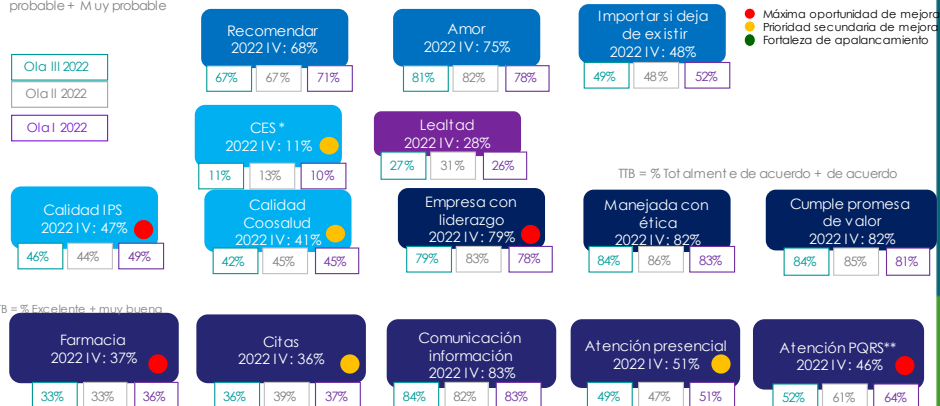 probable + Muy probable
Recomendar
2022 IV: 68%
67% 67% 71%
Amor
2022 IV: 75%
81% 82% 78%
Importar si deja
de existir
2022 IV: 48%
49% 48% 52%
Máxima oportunidad de mejora
Prioridad secundaria de mejora
Fortaleza de apalancamiento
Ola III 2022
Ola II 2022
Ola I 2022
CES *
2022 IV: 11%
11% 13% 10%
Lealtad
2022 IV: 28%
27% 31% 26%
TTB = % Totalmente de acuerdo + de acuerdo
Calidad IPS
2022 IV: 47%
46% 44% 49%
Calidad
Coosalud
2022 IV: 41%
42% 45% 45%
Empresa con
liderazgo
2022 IV: 79%
79% 83% 78%
Manejada con
ética
2022 IV: 82%
84% 86% 83%
Cumple promesa
de valor
2022 IV: 82%
84% 85% 81%
TB = % Excelente + muy buena
Farmacia
2022 IV: 37%
33% 33% 36%
Citas
2022 IV: 36%
36% 39% 37%
Comunicación
información
2022 IV: 83%
84% 82% 83%
Atención presencial
2022 IV: 51%
49% 47% 51%
Atención PQRS**
2022 IV: 46%
52% 61% 64%